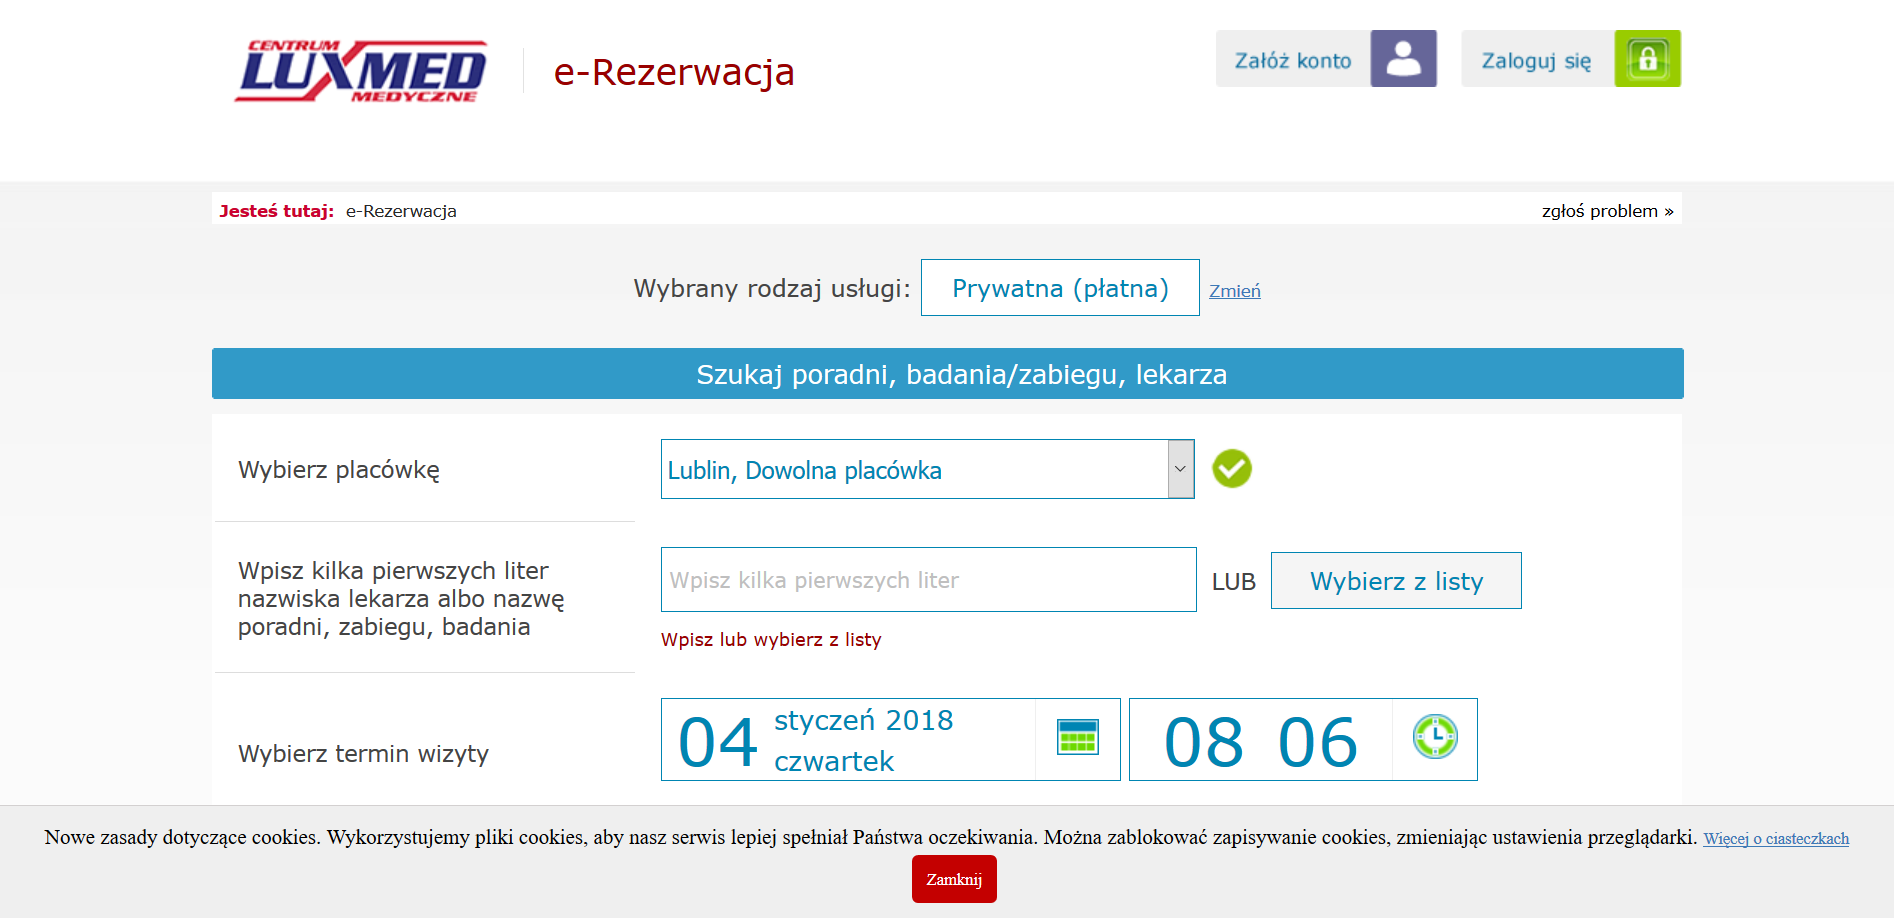 CENTRUM
LUXMED
MEDYCZNE
e-Rezerwacja
Załóż konto
Zaloguj się
Jesteś tutaj: e-Rezerwacja
zgłoś problem »
Wybrany rodzaj usługi: Prywatna (płatna) Zmień
Szukaj poradni, badania/zabiegu, lekarza
Wybierz placówkę
Lublin, Dowolna placówka
Wpisz kilka pierwszych liter
nazwiska lekarza albo nazwę
poradni, zabiegu, badania
Wpisz kilka pierwszych liter
LUB
Wybierz z listy
Wpisz lub wybierz z listy
Wybierz termin wizyty
04
styczeń 2018
czwartek
08 06
Nowe zasady dotyczące cookies. Wykorzystujemy pliki cookies, aby nasz serwis lepiej spełniał Państwa oczekiwania. Można zablokować zapisywanie cookies, zmieniając ustawienia przeglądarki. Więcej o ciasteczkach
Zamknij